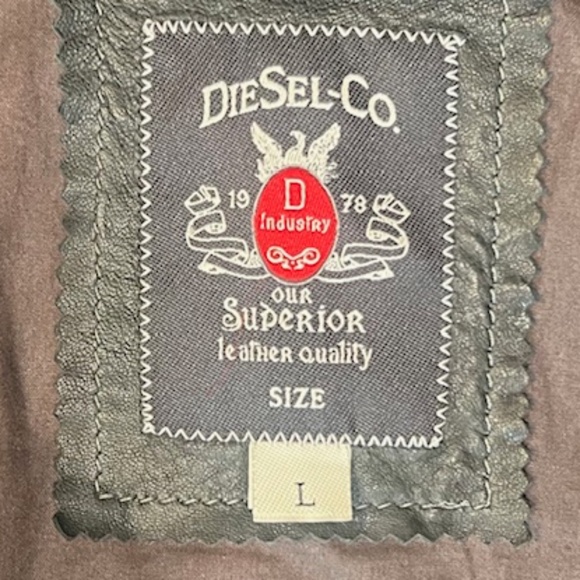 DIESEL-CO.
19 D 78
Industry
OUR
SUPERIOR
leather quality
SIZE
L